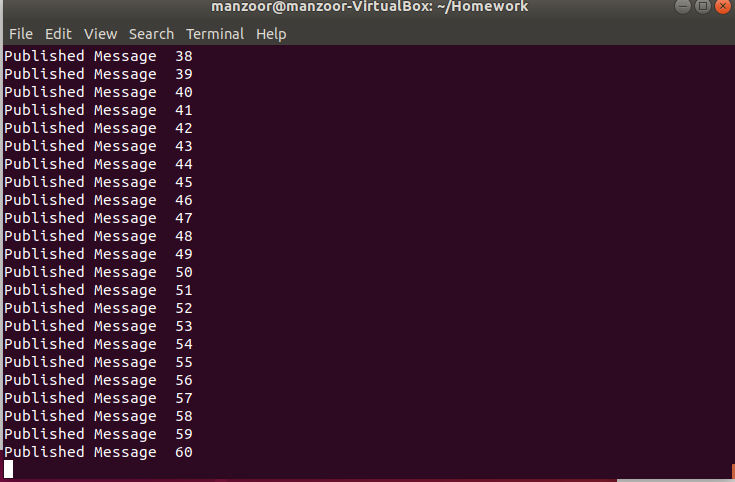 manzoor@manzoor-VirtualBox: ~/Homework
File Edit View Search Terminal Help
Published Message  38
Published Message  39
Published Message  40
Published Message  41
Published Message  42
Published Message  43
Published Message  44
Published Message  45
Published Message  46
Published Message  47
Published Message  48
Published Message  49
Published Message  50
Published Message  51
Published Message  52
Published Message  53
Published Message  54
Published Message  55
Published Message  56
Published Message  57
Published Message  58
Published Message  59
Published Message  60